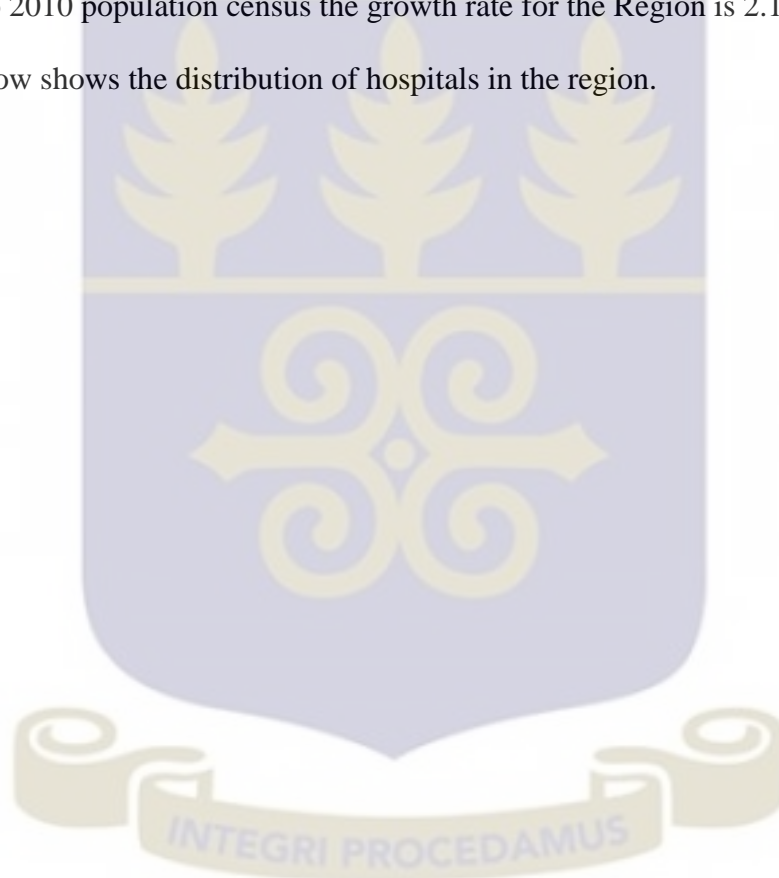 2010 population census the growth rate for the Region is 2.1
ow shows the distribution of hospitals in the region.
INTEGRI PROCEDAMUS